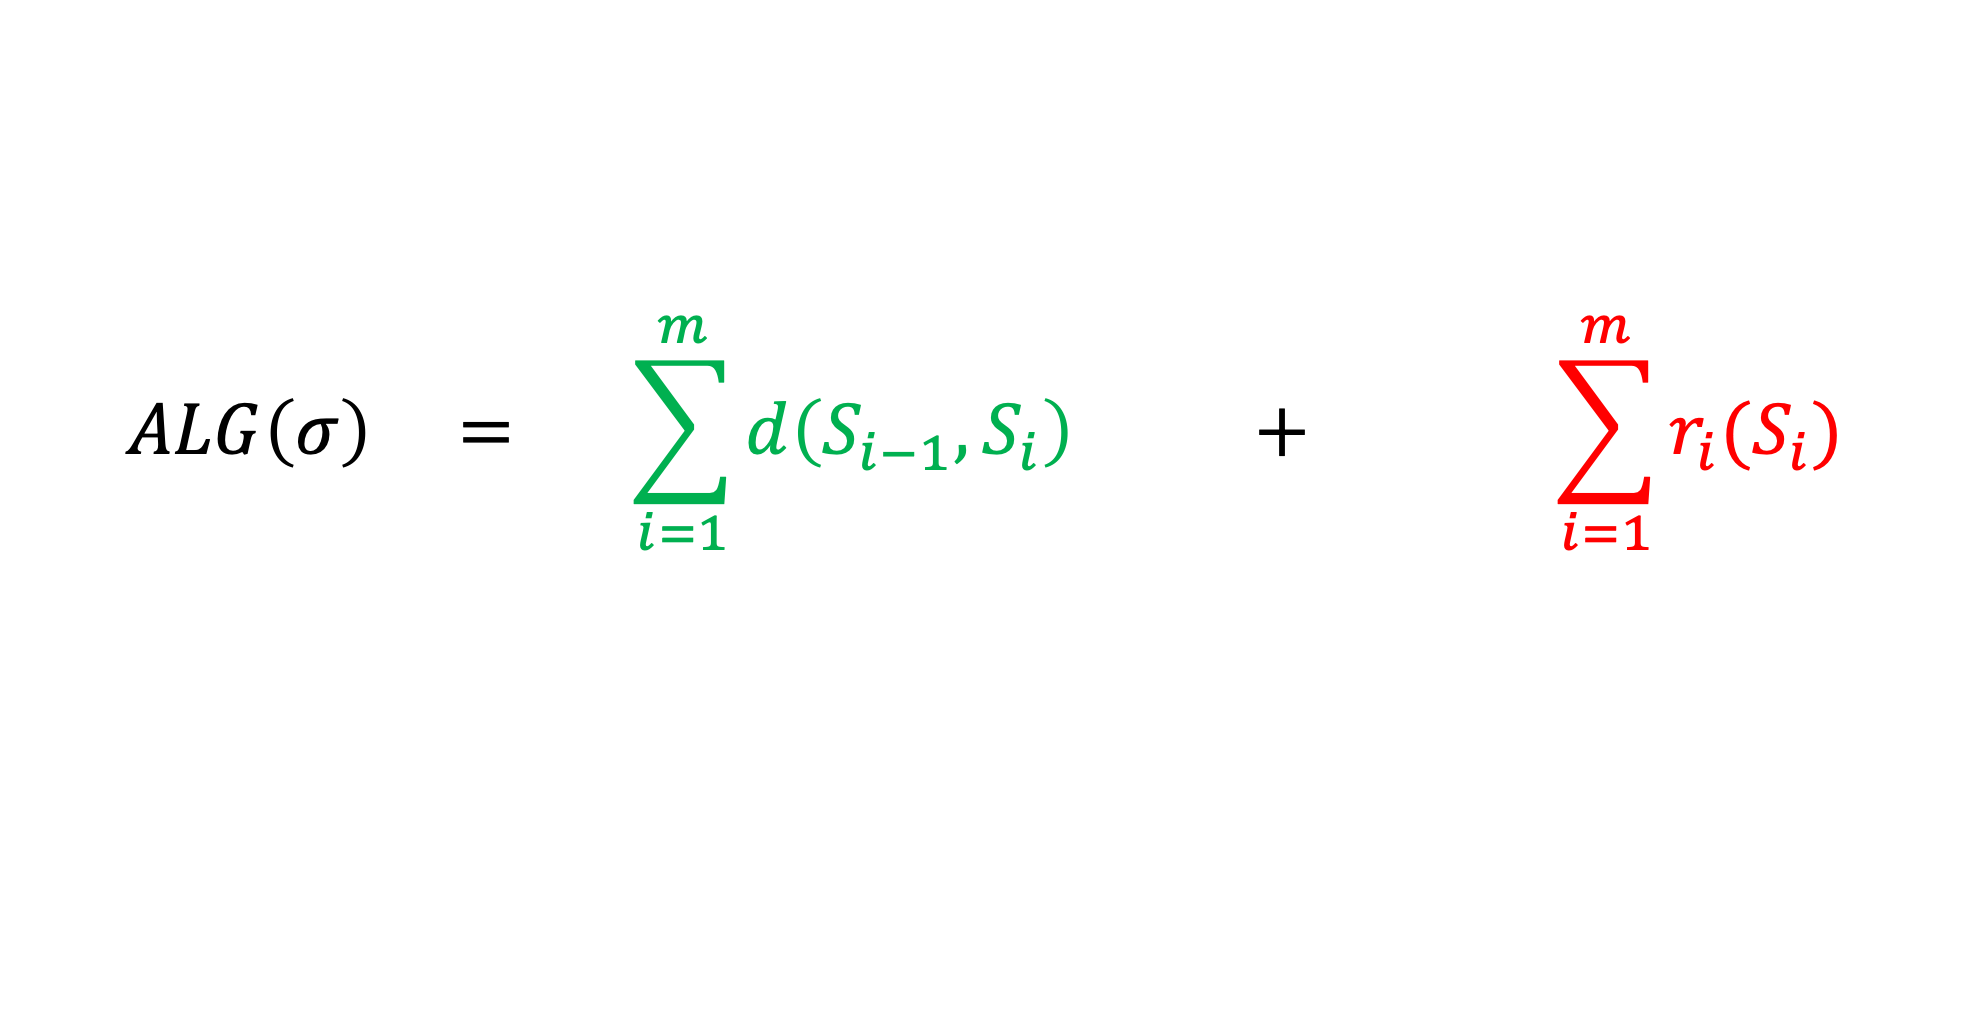 ALG(σ) = ∑_{i=1}^{m} d(S_{i−1}, S_i) + ∑_{i=1}^{m} r_i(S_i)